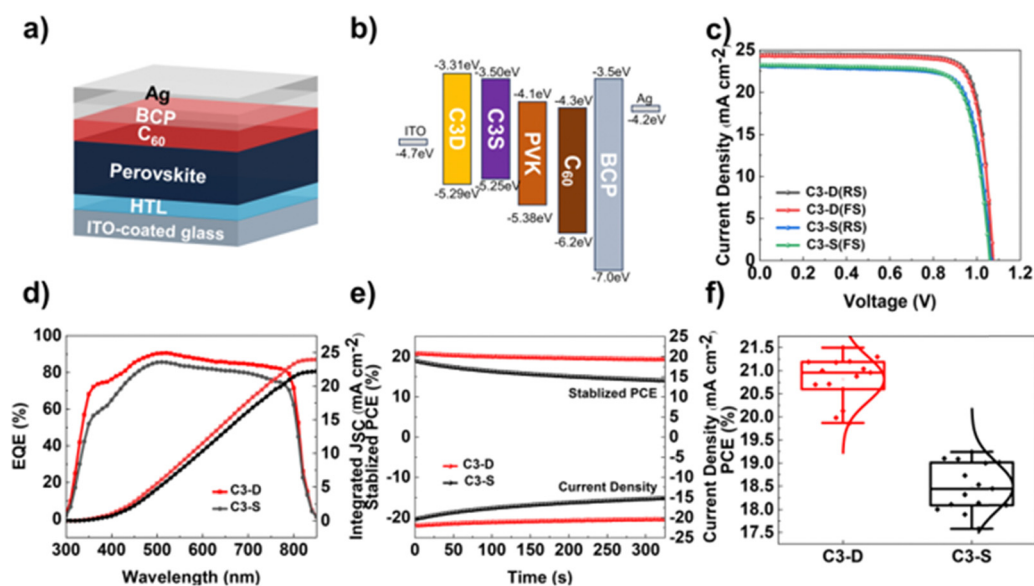 a)
Ag
BCP
C60
Perovskite
HTL
ITO-coated glass
b)
ITO
-4.7eV
-3.31eV
C3D
-5.29eV
-3.50eV
C3S
-5.25eV
-4.1eV
PVK
-5.38eV
-4.3eV
C60
-6.2eV
-3.5eV
BCP
-7.0eV
Ag
-4.2eV
c)
Current Density (mA cm-2)
25
20
15
10
5
0
C3-D(RS)
C3-D(FS)
C3-S(RS)
C3-S(FS)
0.0 0.2 0.4 0.6 0.8 1.0 1.2
Voltage (V)
d)
EQE (%)
100
80
60
40
20
0
C3-D
C3-S
25
20
15
10
5
0
Integrated JSC (mA cm-2)
300 400 500 600 700 800
Wavelength (nm)
e)
Stablized PCE (%)
20
10
0
-10
-20
Stablized PCE
C3-D
C3-S
Current Density
25
20
15
10
5
0
-5
-10
-15
-20
-25
Current Density (mA cm-2)
0 50 100 150 200 250 300
Time (s)
f)
PCE (%)
21.5
21.0
20.5
20.0
19.0
18.5
18.0
17.5
C3-D C3-S